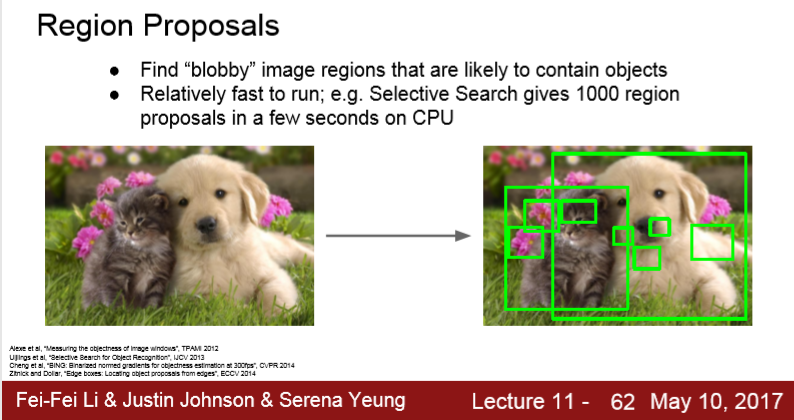 Region Proposals
● Find “blobby” image regions that are likely to contain objects
● Relatively fast to run; e.g. Selective Search gives 1000 region
proposals in a few seconds on CPU
Alexe et al, “Measuring the objectness of image windows”, TPAMI 2012
Uijlings et al, “Selective Search for Object Recognition”, IJCV 2013
Cheng et al, “BING: Binarized normed gradients for objectness estimation at 300fps”, CVPR 2014
Zitnick and Dollar, “Edge boxes: Locating object proposals from edges”, ECCV 2014
Fei-Fei Li & Justin Johnson & Serena Yeung Lecture 11 - 62 May 10, 2017